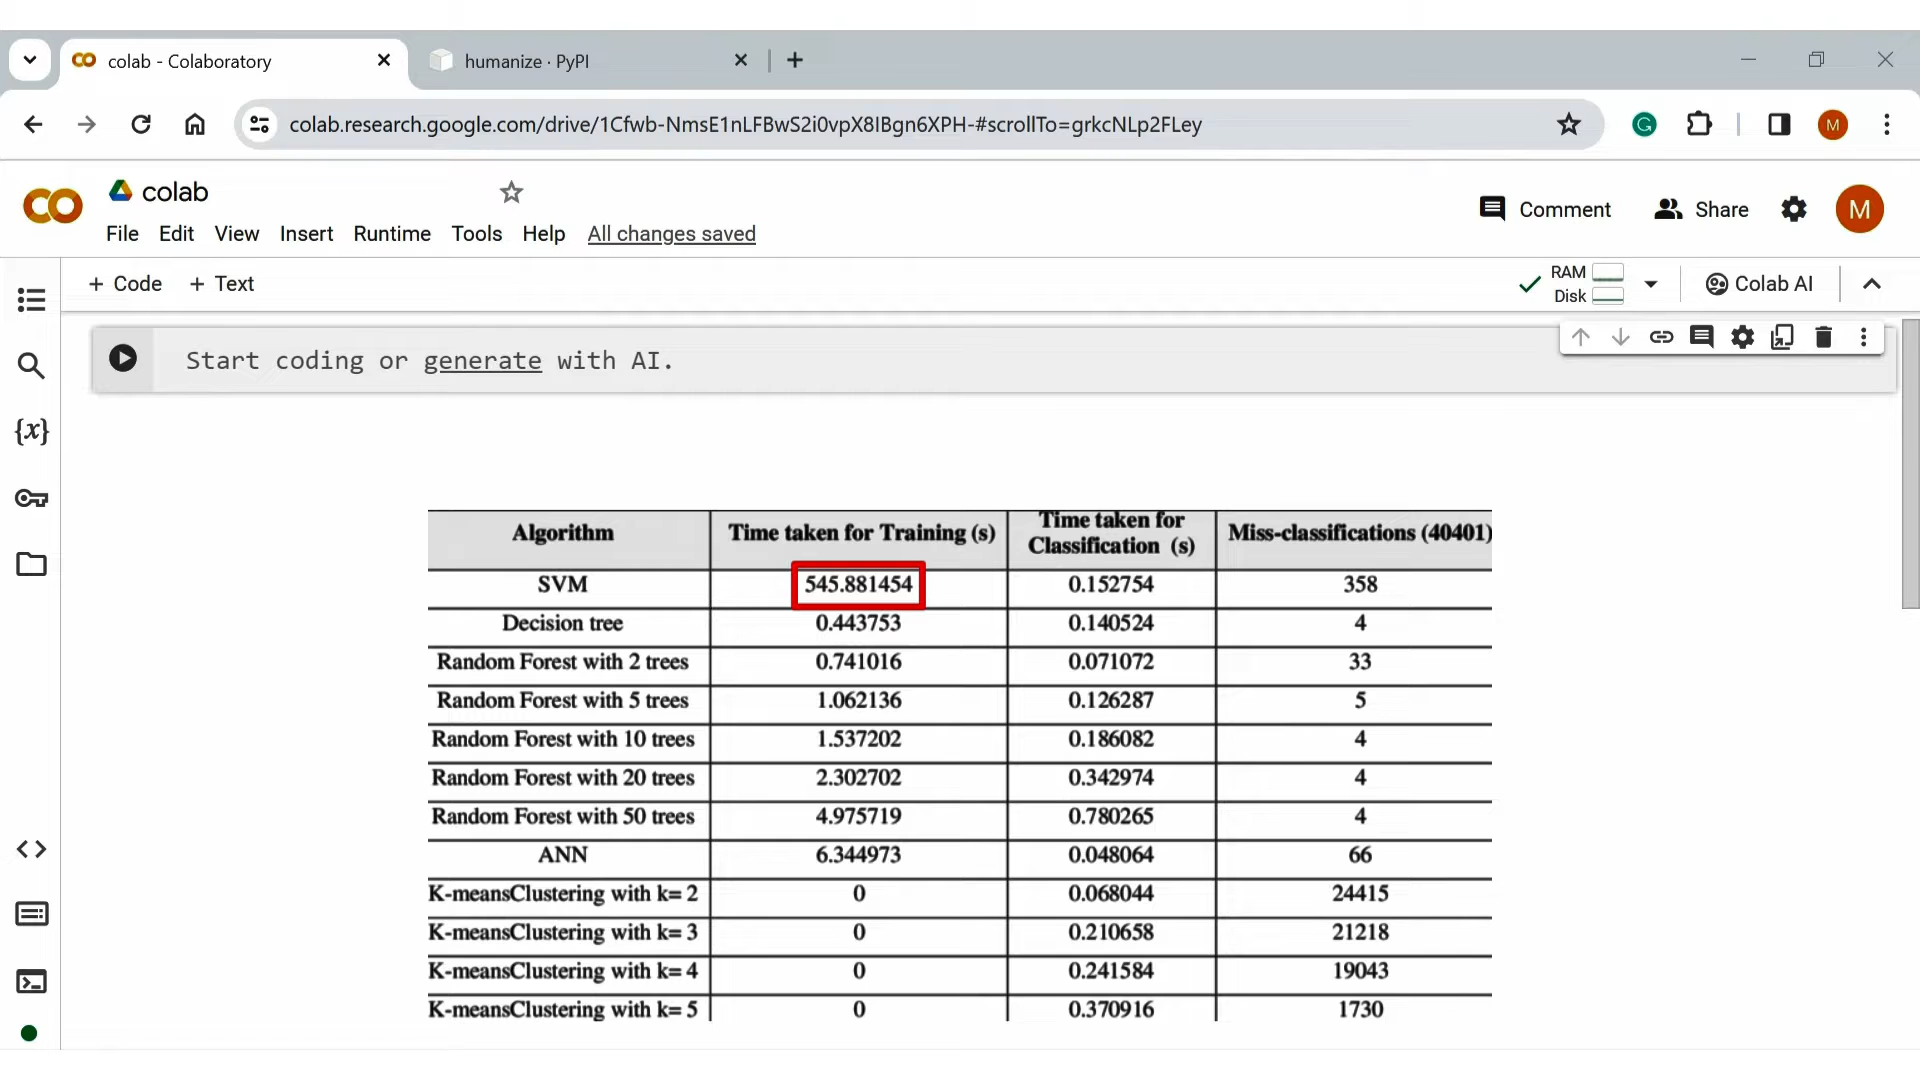 colab - Colaboratory
humanize · PyPI
colab.research.google.com/drive/1Cfwb-NmsE1nLFBwS2i0vpX8IBgn6XPH-#scrollTo=grkcNLp2FLey
M
colab
Comment
Share
M
File Edit View Insert Runtime Tools Help All changes saved
+ Code + Text
RAM
Disk
Colab AI
Start coding or generate with AI.
{x}
Algorithm Time taken for Training (s) Time taken for Classification (s) Miss-classifications (40401)
SVM 545.881454 0.152754 358
Decision tree 0.443753 0.140524 4
Random Forest with 2 trees 0.741016 0.071072 33
Random Forest with 5 trees 1.062136 0.126287 5
Random Forest with 10 trees 1.537202 0.186082 4
Random Forest with 20 trees 2.302702 0.342974 4
Random Forest with 50 trees 4.975719 0.780265 4
ANN 6.344973 0.048064 66
K-meansClustering with k= 2 0 0.068044 24415
K-meansClustering with k= 3 0 0.210658 21218
K-meansClustering with k= 4 0 0.241584 19043
K-meansClustering with k= 5 0 0.370916 1730